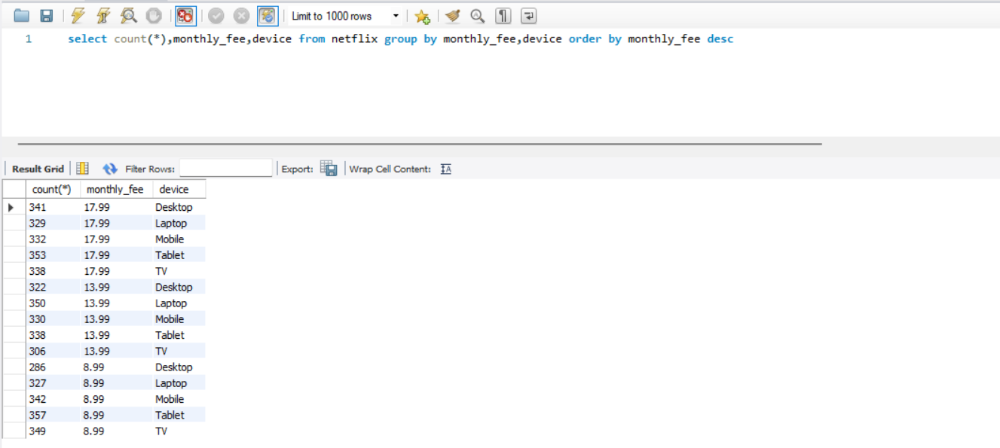 Limit to 1000 rows
1 select count(*),monthly_fee,device from netflix group by monthly_fee,device order by monthly_fee desc
Result Grid Filter Rows: Export: Wrap Cell Content:
count(*) monthly_fee device
341 17.99 Desktop
329 17.99 Laptop
332 17.99 Mobile
353 17.99 Tablet
338 17.99 TV
322 13.99 Desktop
350 13.99 Laptop
330 13.99 Mobile
338 13.99 Tablet
306 13.99 TV
286 8.99 Desktop
327 8.99 Laptop
342 8.99 Mobile
357 8.99 Tablet
349 8.99 TV